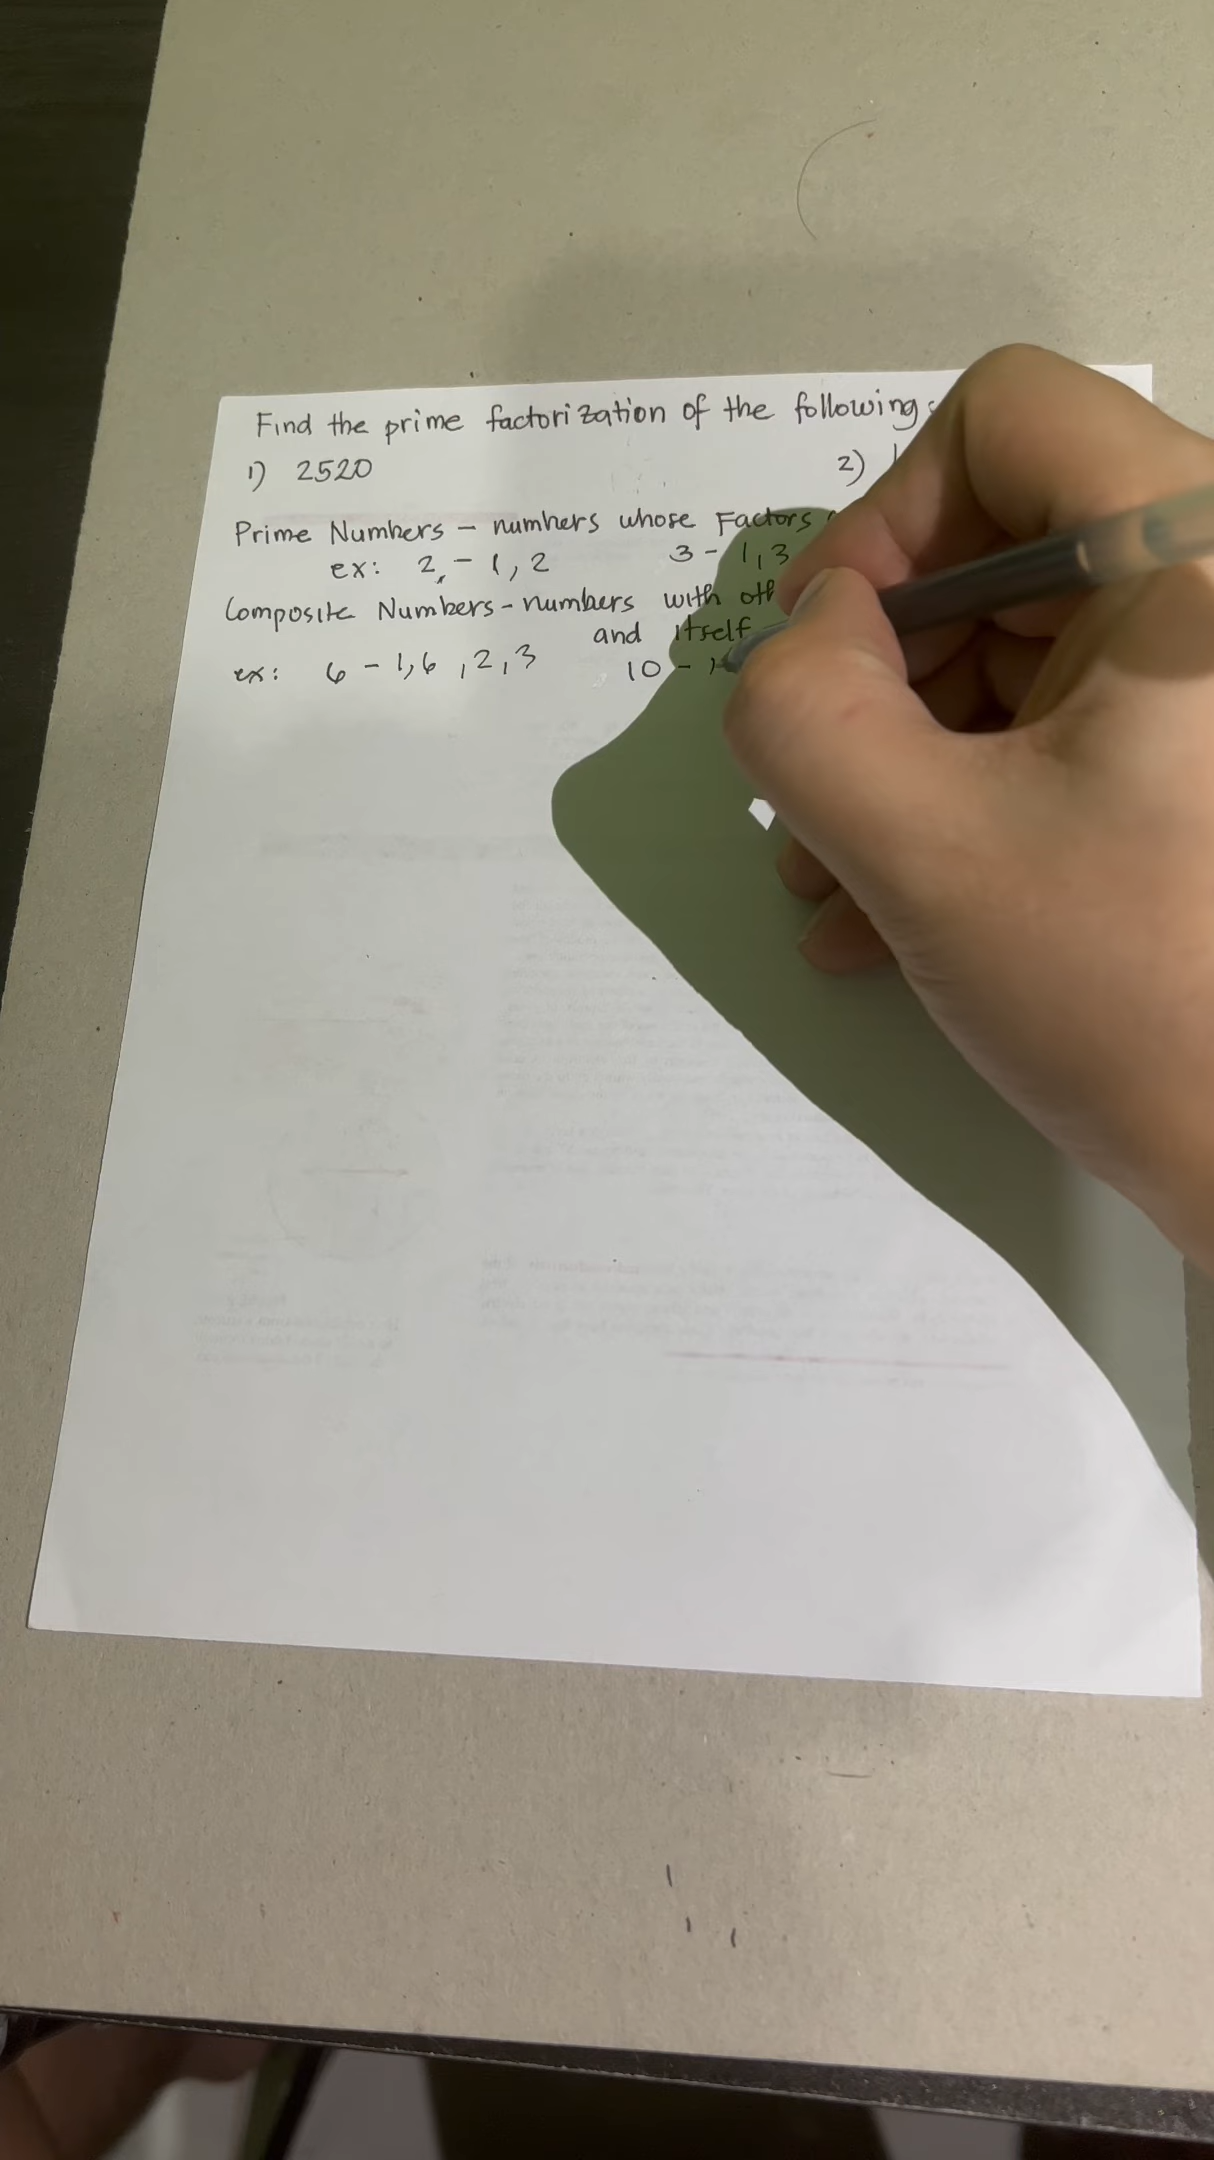 Find the prime factorization of the following
1) 2520 2)
Prime Numbers - numbers whose Factors
ex: 2, - 1, 2 3 - 1, 3
Composite Numbers - numbers with
and itself
ex: 6 - 1, 6, 2, 3 10 -